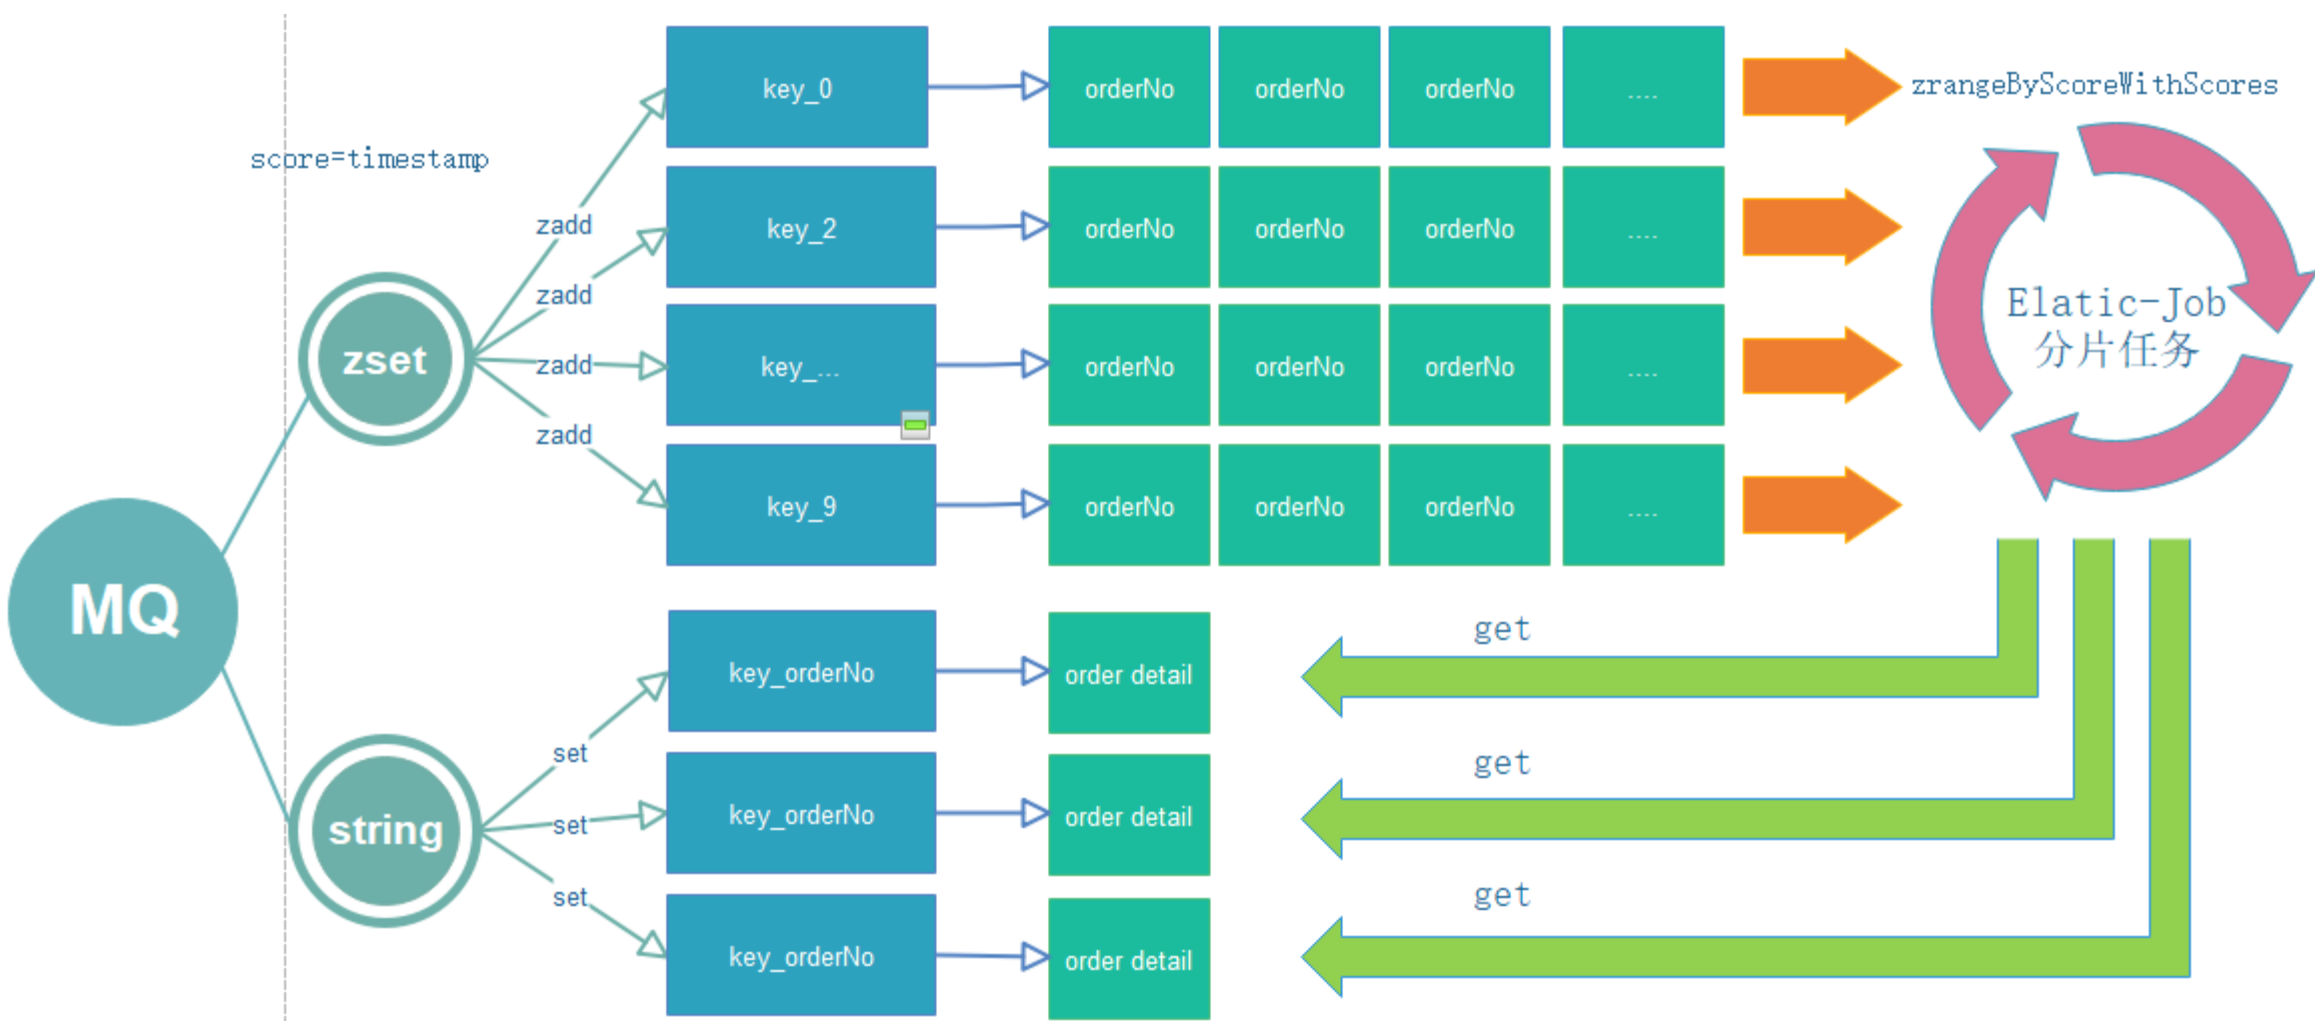 score=timestamp
MQ
zset
zadd
zadd
zadd
zadd
key_0
orderNo
orderNo
orderNo
....
key_2
orderNo
orderNo
orderNo
....
key_...
orderNo
orderNo
orderNo
....
key_9
orderNo
orderNo
orderNo
....
zrangeByScoreWithScores
Elatic-Job
分片任务
string
set
set
set
key_orderNo
order detail
get
key_orderNo
order detail
get
key_orderNo
order detail
get